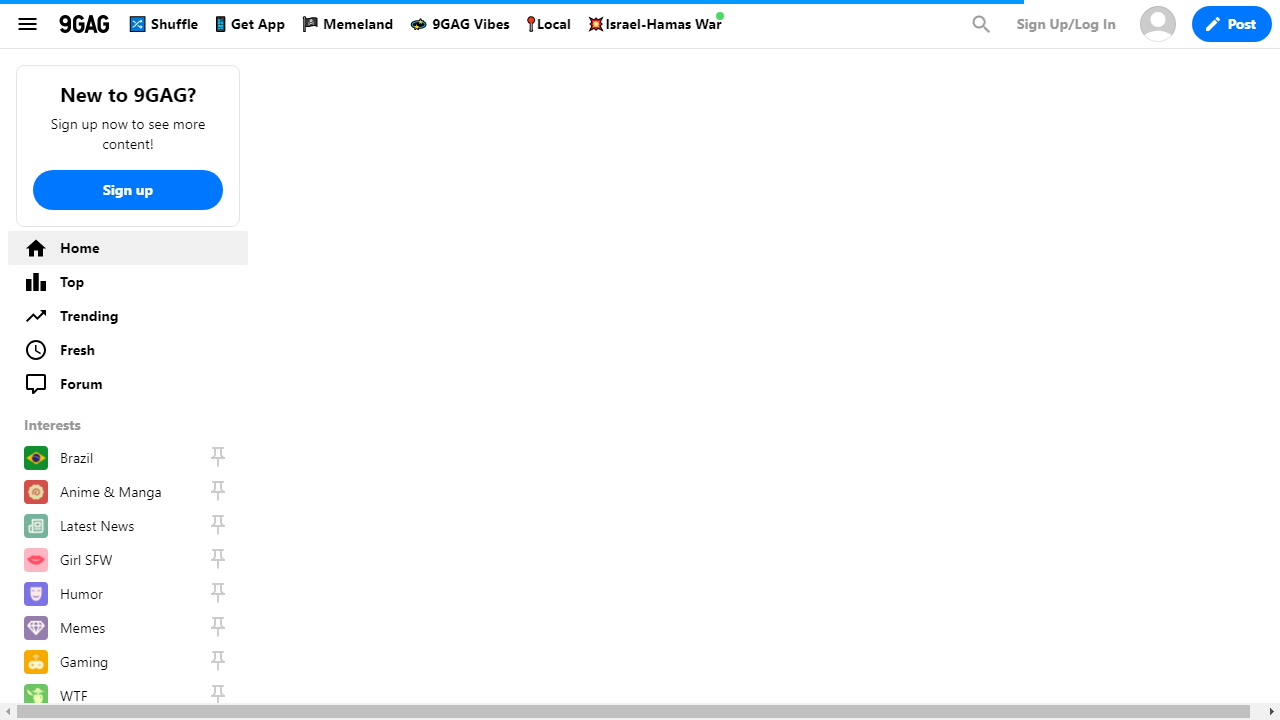 9GAG
Shuffle
Get App
Memeland
9GAG Vibes
Local
Israel-Hamas War
Sign Up/Log In
Post
New to 9GAG?
Sign up now to see more
content!
Sign up
Home
Top
Trending
Fresh
Forum
Interests
Brazil
Anime & Manga
Latest News
Girl SFW
Humor
Memes
Gaming
WTF